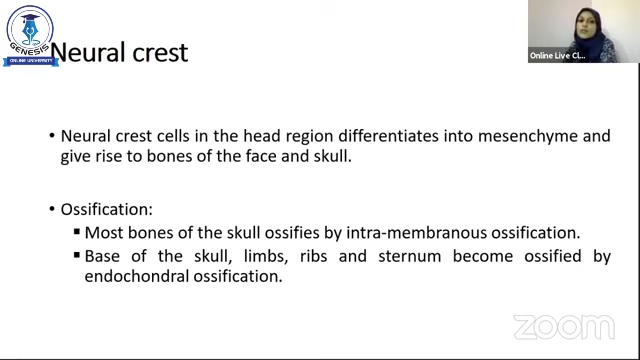 GENESIS
ONLINE UNIVERSITY
Neural crest
Online Live Cl...
• Neural crest cells in the head region differentiates into mesenchyme and
give rise to bones of the face and skull.
• Ossification:
▪ Most bones of the skull ossifies by intra-membranous ossification.
▪ Base of the skull, limbs, ribs and sternum become ossified by
endochondral ossification.
zoom